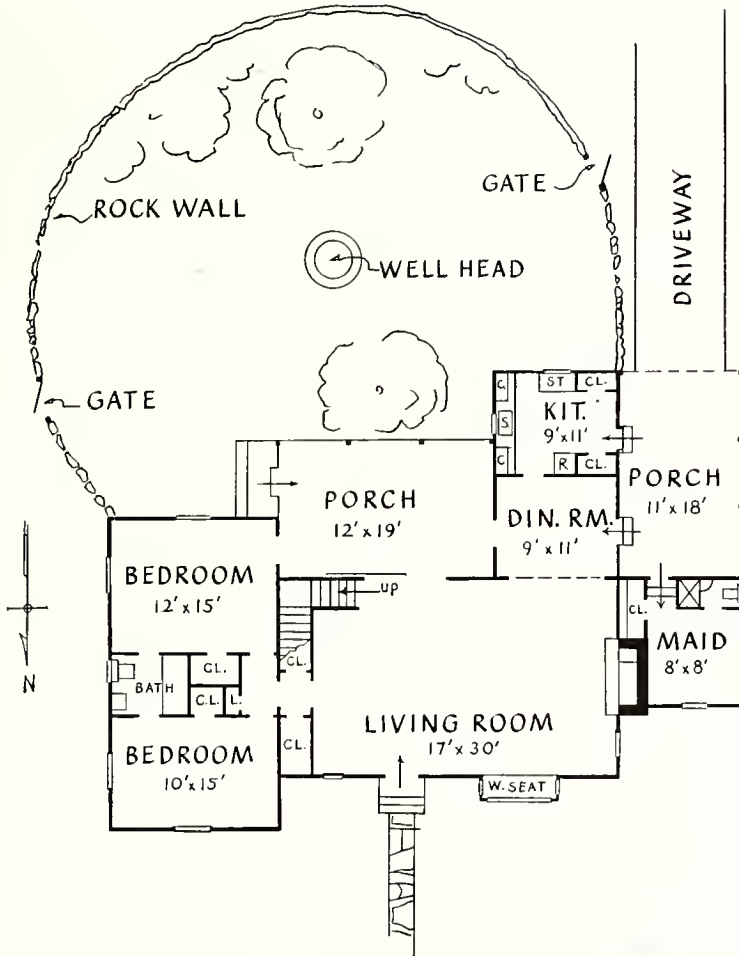 GATE
ROCK WALL
DRIVEWAY
WELL HEAD
GATE
C.
ST
CL.
KIT.
9'x11'
S.
C
R
CL.
PORCH
12'x19'
DIN. RM.
9'x11'
PORCH
11'x18'
BEDROOM
12'x15'
UP
CL.
CL.
MAID
8'x8'
N
BATH
CL.
C.L.
L.
LIVING ROOM
17'x30'
BEDROOM
10'x15'
CL.
W. SEAT